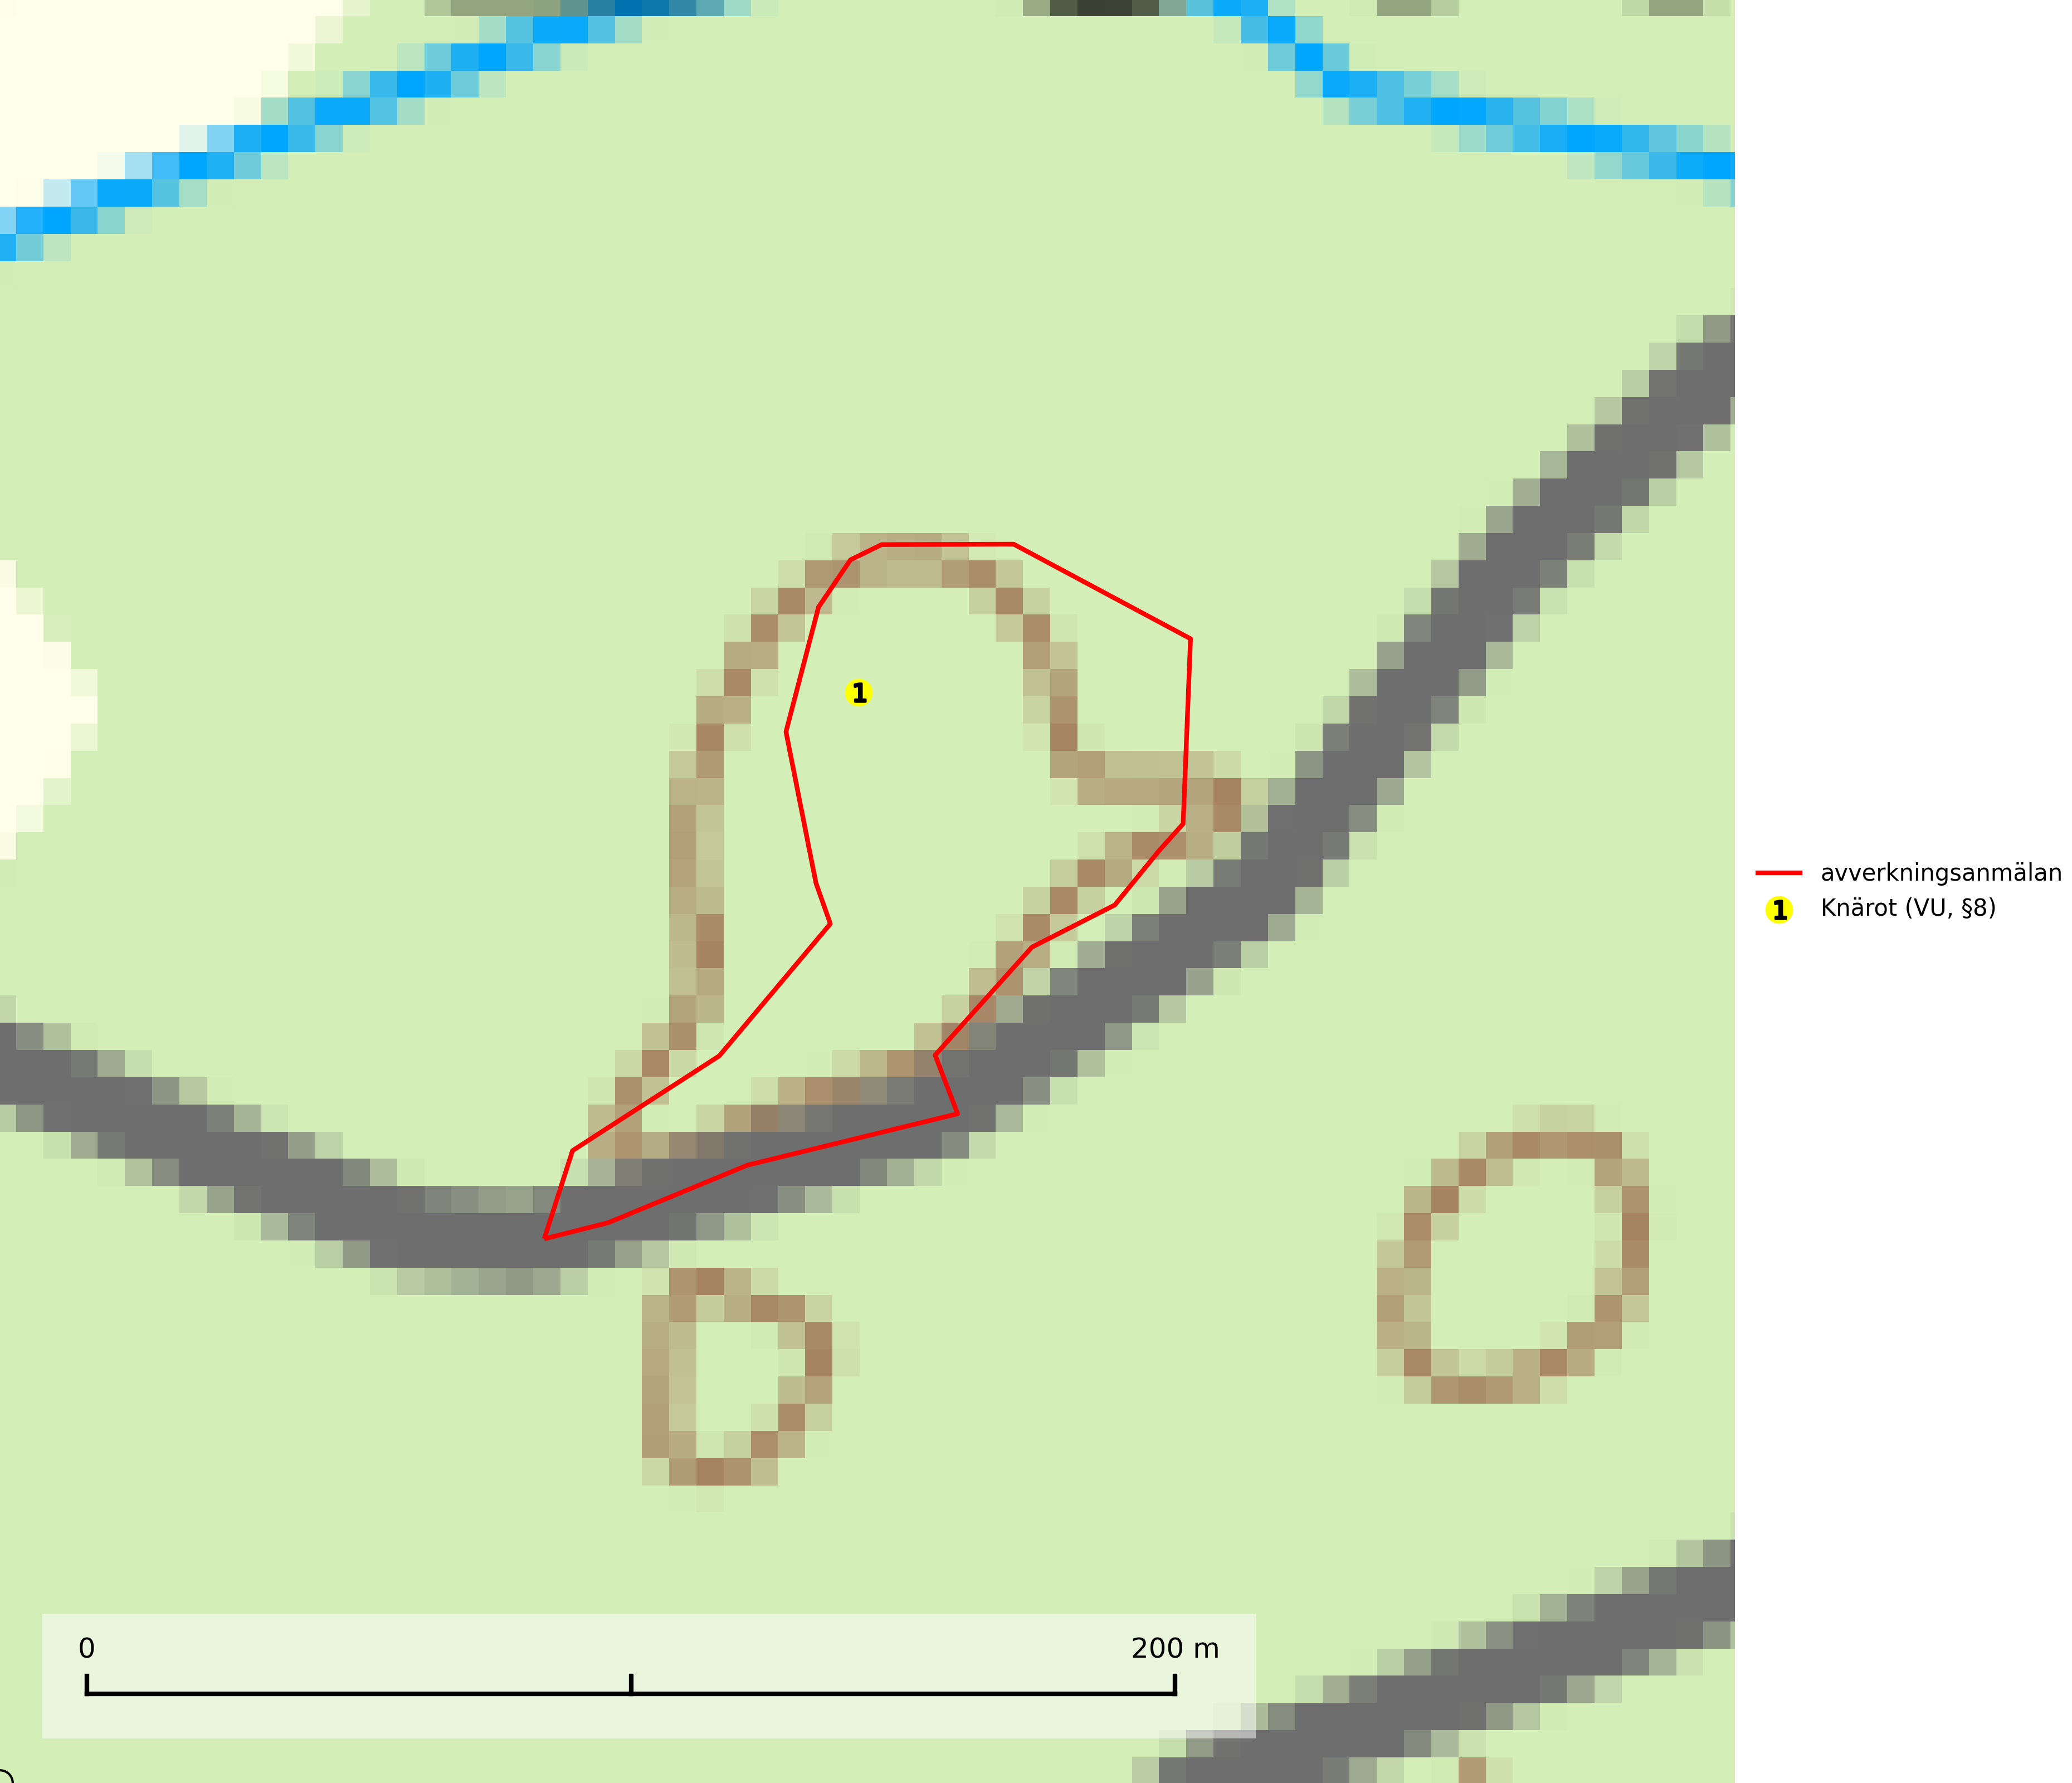 1
avverkningsanmälan
1 Knärot (VU, §8)
0 200 m